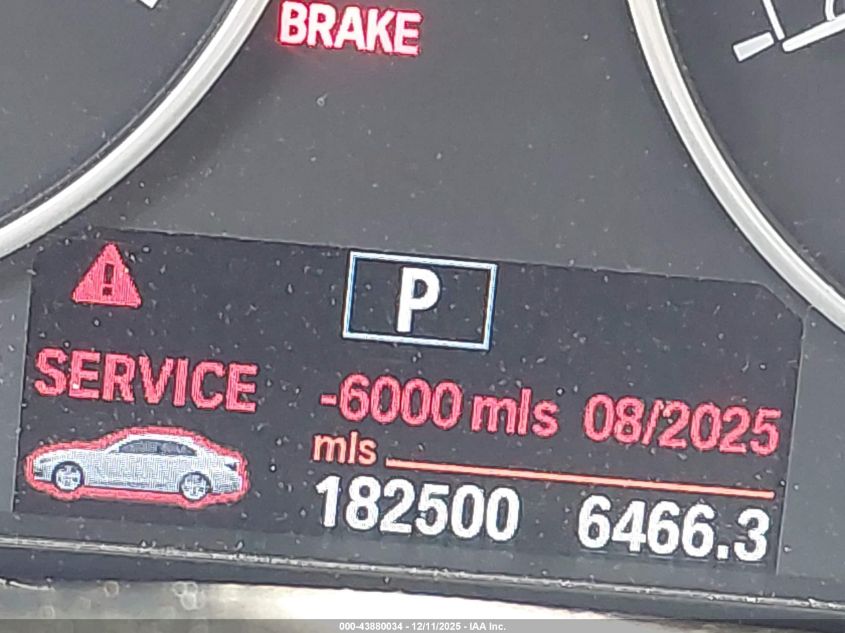 BRAKE
P
SERVICE
-6000 mls 08/2025
mls
182500 6466.3
000-43880034 - 12/11/2025 - IAA Inc.